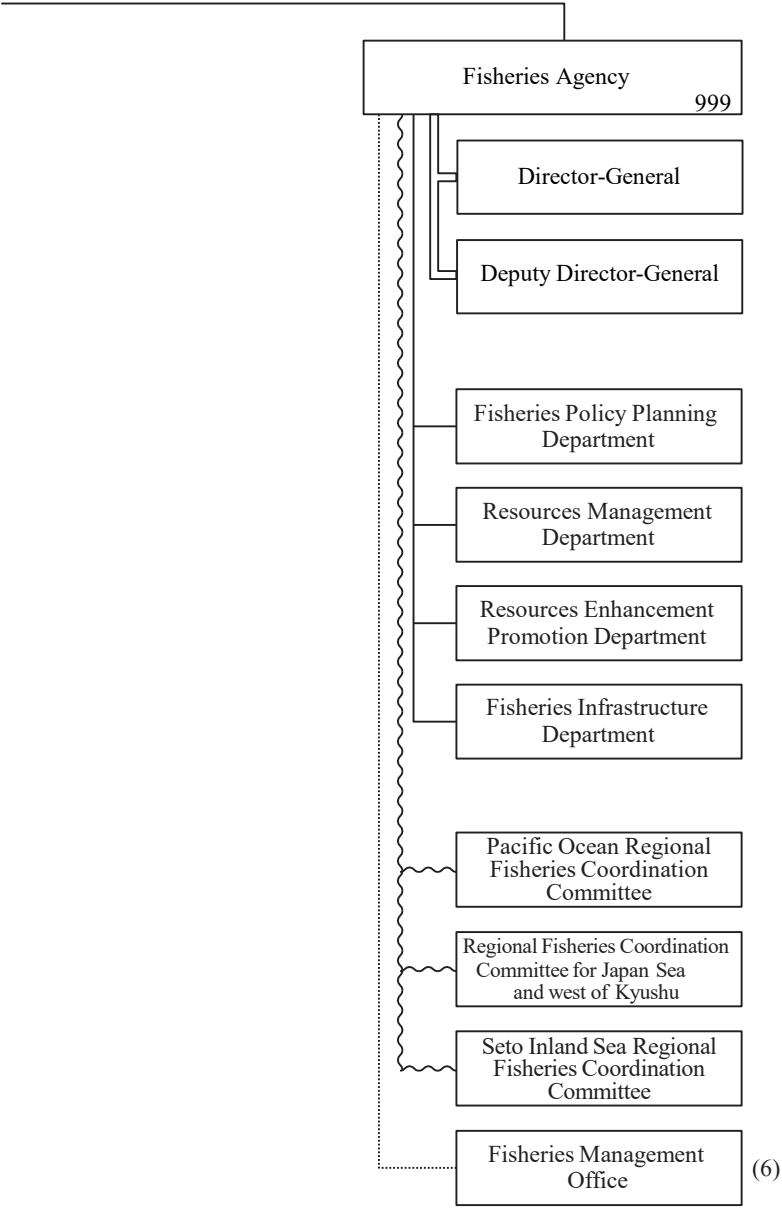 Fisheries Agency
999
Director-General
Deputy Director-General
Fisheries Policy Planning
Department
Resources Management
Department
Resources Enhancement
Promotion Department
Fisheries Infrastructure
Department
Pacific Ocean Regional
Fisheries Coordination
Committee
Regional Fisheries Coordination
Committee for Japan Sea
and west of Kyushu
Seto Inland Sea Regional
Fisheries Coordination
Committee
Fisheries Management
Office
(6)